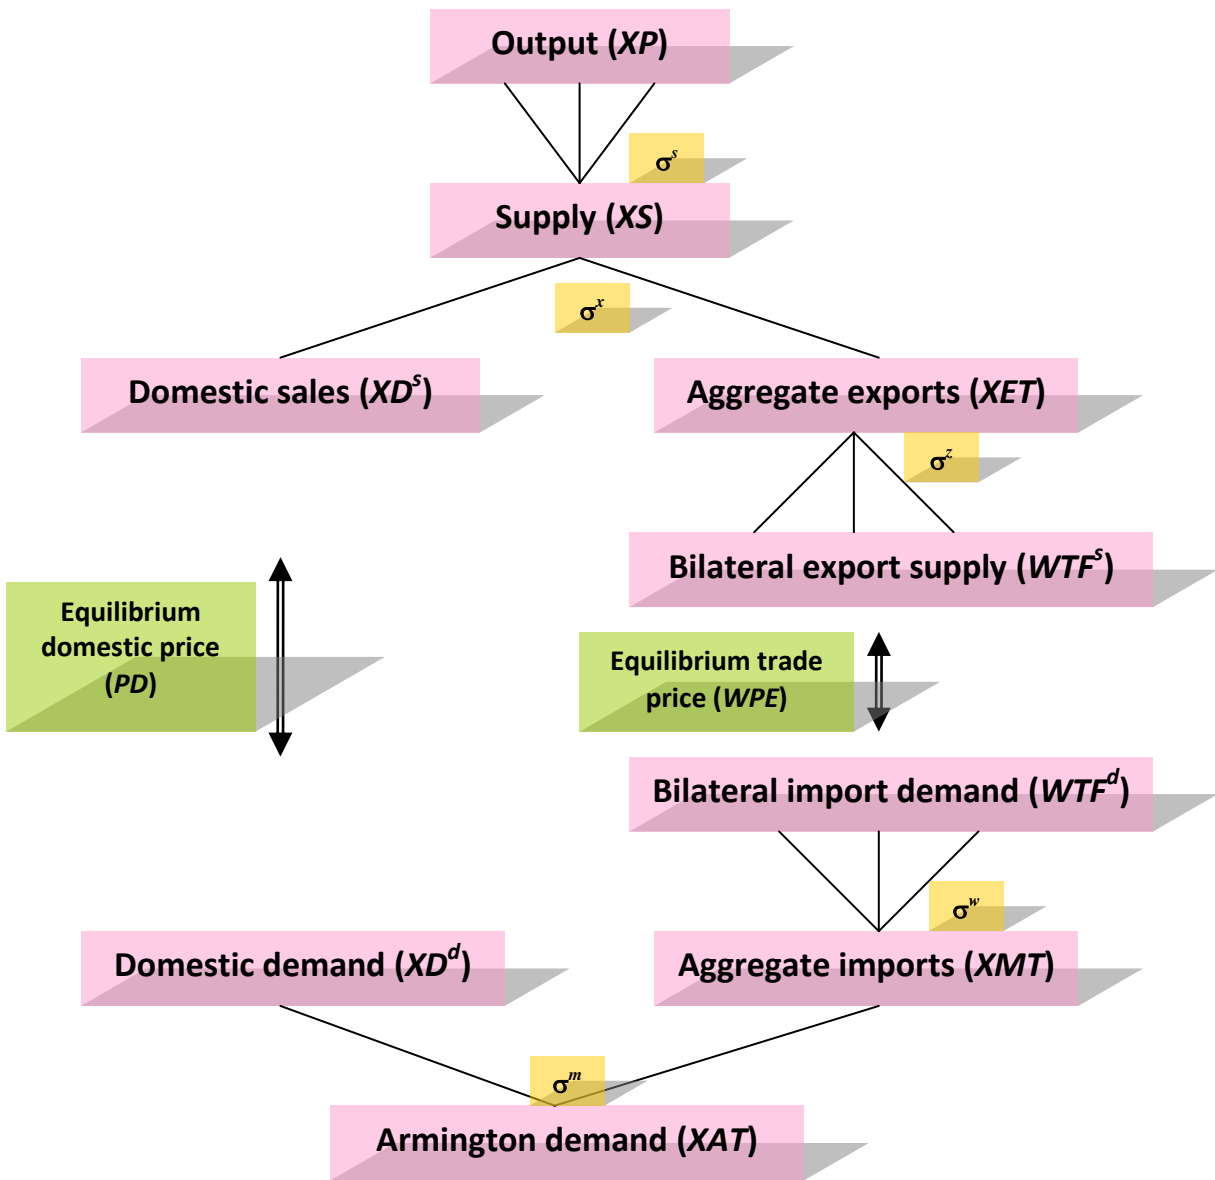 Output (XP)
σˢ
Supply (XS)
σˣ
Domestic sales (XDˢ)
Aggregate exports (XET)
σᶻ
Bilateral export supply (WTFˢ)
Equilibrium
domestic price
(PD)
Equilibrium trade
price (WPE)
Bilateral import demand (WTFᵈ)
σʷ
Domestic demand (XDᵈ)
Aggregate imports (XMT)
σᵐ
Armington demand (XAT)